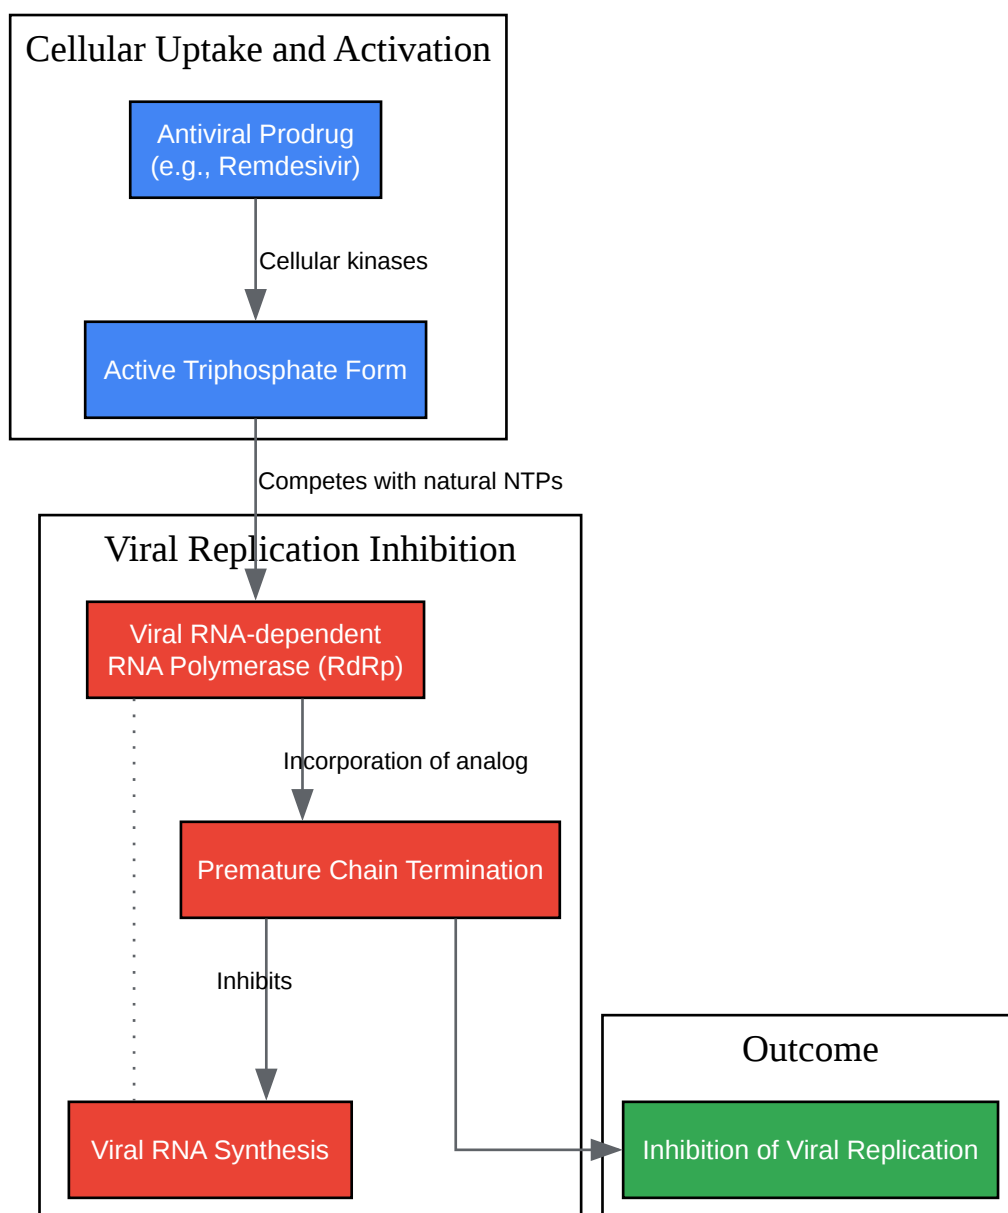 Cellular Uptake and Activation
Antiviral Prodrug
(e.g., Remdesivir)
Cellular kinases
Active Triphosphate Form
Competes with natural NTPs
Viral Replication Inhibition
Viral RNA-dependent
RNA Polymerase (RdRp)
Incorporation of analog
Premature Chain Termination
Inhibits
Viral RNA Synthesis
Outcome
Inhibition of Viral Replication